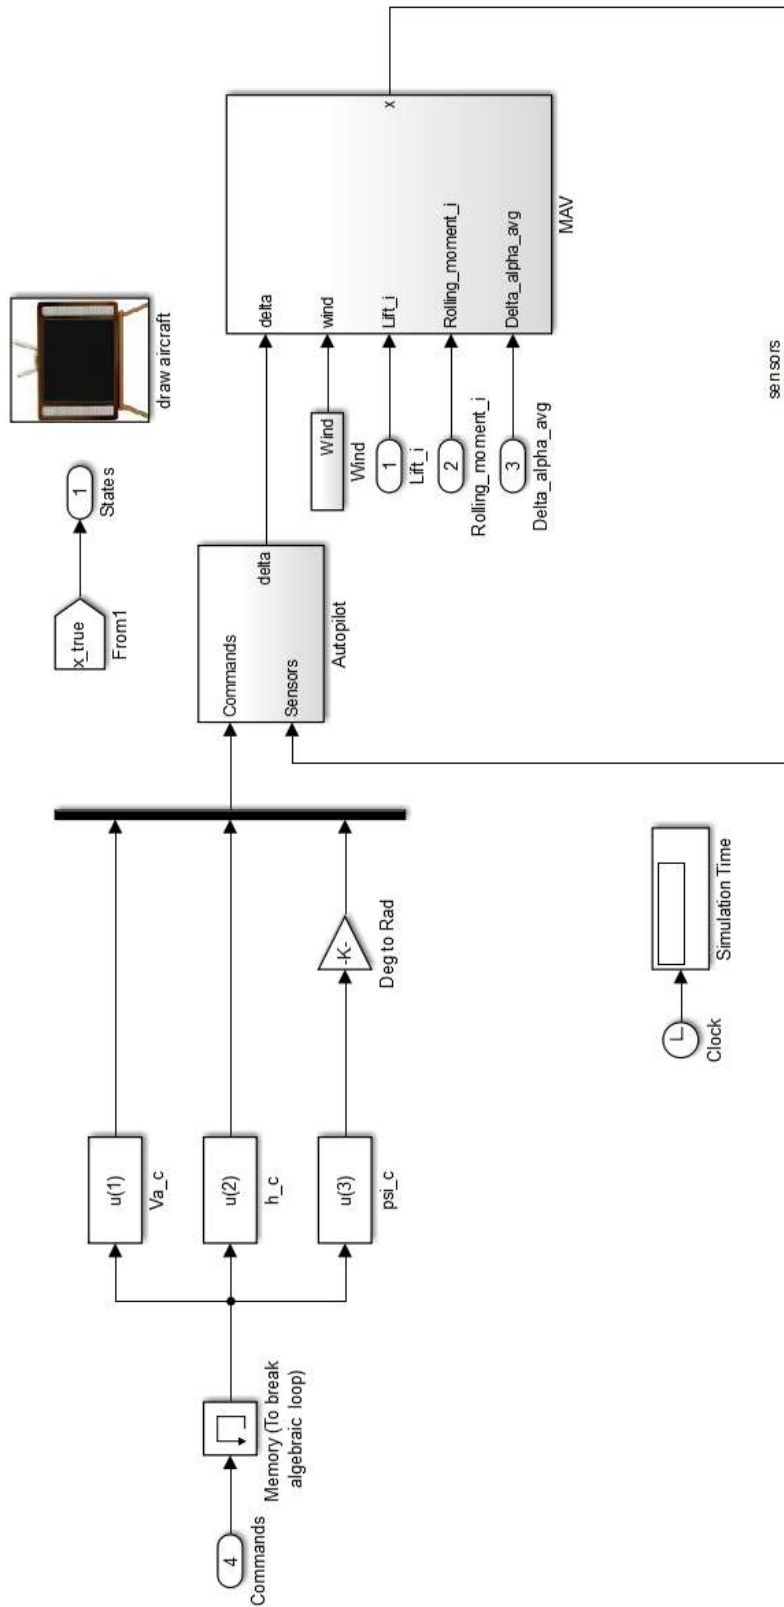 4
Commands
Memory (To break
algebraic loop)
u(1)
Va_c
u(2)
h_c
u(3)
psi_c
-K-
Deg to Rad
Commands
Sensors
delta
Autopilot
x_true
From1
1
States
draw aircraft
Wind
Wind
1
Lift_i
2
Rolling_moment_i
3
Delta_alpha_avg
delta
wind
Lift_i
Rolling_moment_i
Delta_alpha_avg
x
MAV
Clock
Simulation Time
sensors